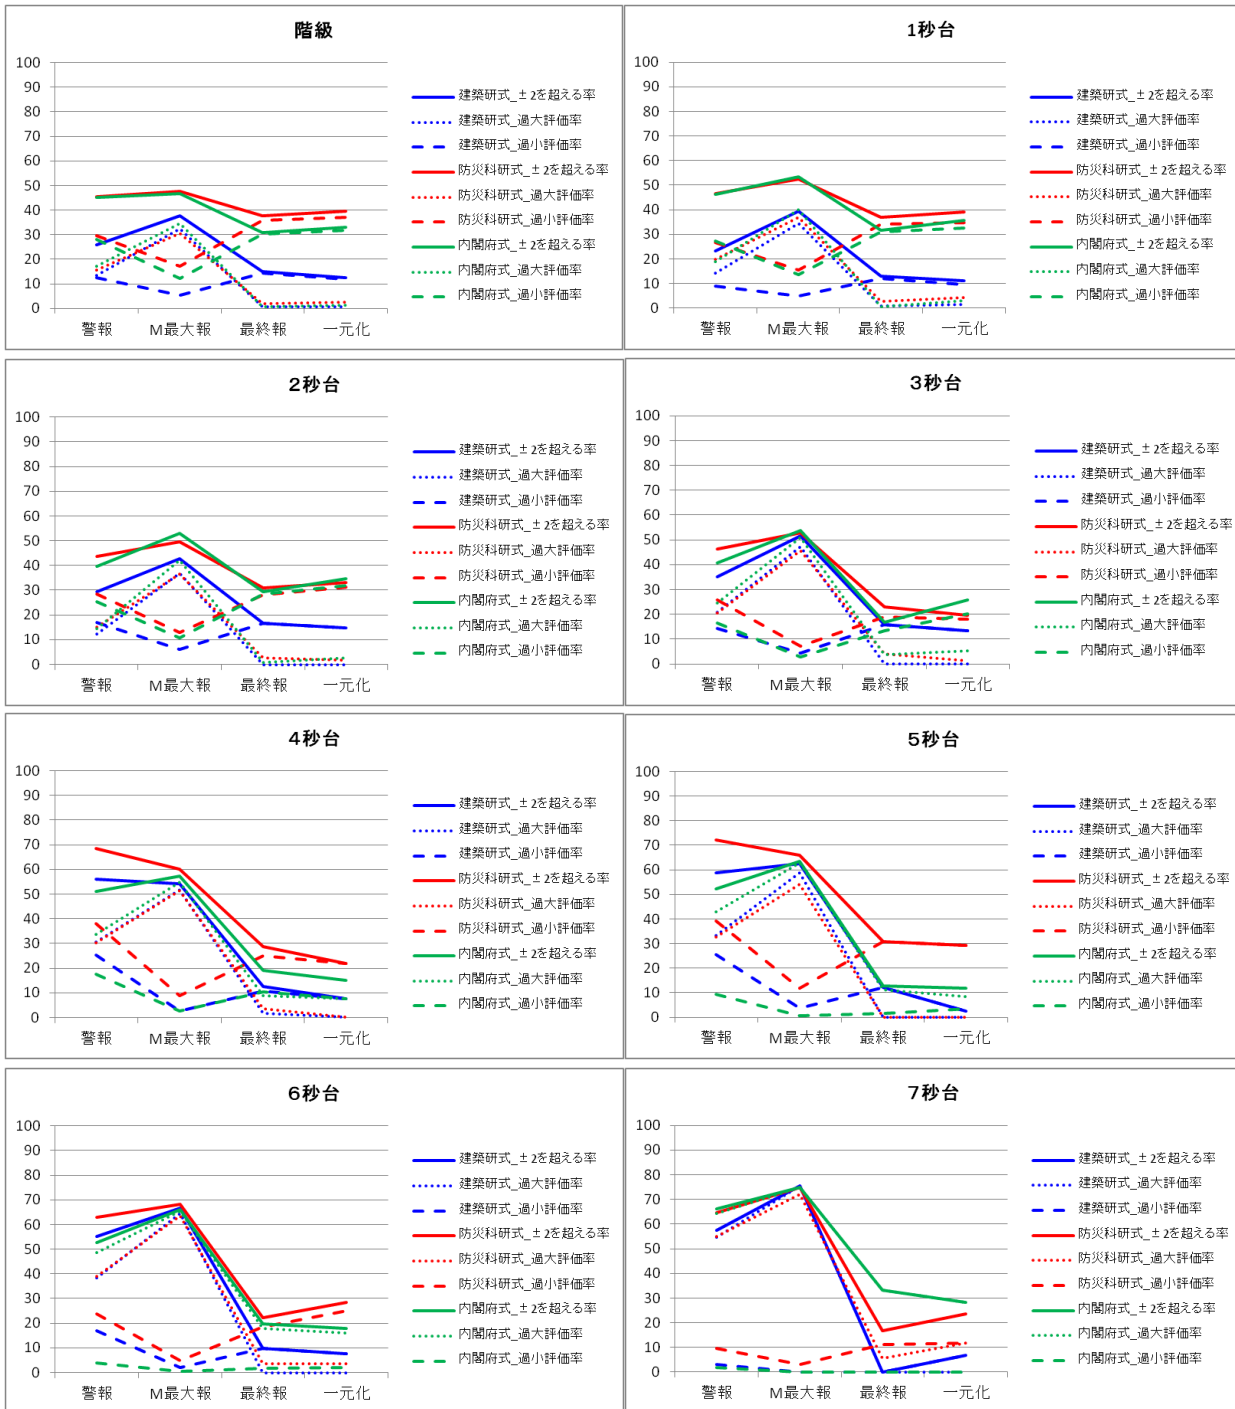 階級
100
90
80
70
60
50
40
30
20
10
0
警報 M最大報 最終報 一元化
建築研式_±2を超える率
建築研式_過大評価率
建築研式_過小評価率
防災科研式_±2を超える率
防災科研式_過大評価率
防災科研式_過小評価率
内閣府式_±2を超える率
内閣府式_過大評価率
内閣府式_過小評価率
1秒台
100
90
80
70
60
50
40
30
20
10
0
警報 M最大報 最終報 一元化
建築研式_±2を超える率
建築研式_過大評価率
建築研式_過小評価率
防災科研式_±2を超える率
防災科研式_過大評価率
防災科研式_過小評価率
内閣府式_±2を超える率
内閣府式_過大評価率
内閣府式_過小評価率
2秒台
100
90
80
70
60
50
40
30
20
10
0
警報 M最大報 最終報 一元化
建築研式_±2を超える率
建築研式_過大評価率
建築研式_過小評価率
防災科研式_±2を超える率
防災科研式_過大評価率
防災科研式_過小評価率
内閣府式_±2を超える率
内閣府式_過大評価率
内閣府式_過小評価率
3秒台
100
90
80
70
60
50
40
30
20
10
0
警報 M最大報 最終報 一元化
建築研式_±2を超える率
建築研式_過大評価率
建築研式_過小評価率
防災科研式_±2を超える率
防災科研式_過大評価率
防災科研式_過小評価率
内閣府式_±2を超える率
内閣府式_過大評価率
内閣府式_過小評価率
4秒台
100
90
80
70
60
50
40
30
20
10
0
警報 M最大報 最終報 一元化
建築研式_±2を超える率
建築研式_過大評価率
建築研式_過小評価率
防災科研式_±2を超える率
防災科研式_過大評価率
防災科研式_過小評価率
内閣府式_±2を超える率
内閣府式_過大評価率
内閣府式_過小評価率
5秒台
100
90
80
70
60
50
40
30
20
10
0
警報 M最大報 最終報 一元化
建築研式_±2を超える率
建築研式_過大評価率
建築研式_過小評価率
防災科研式_±2を超える率
防災科研式_過大評価率
防災科研式_過小評価率
内閣府式_±2を超える率
内閣府式_過大評価率
内閣府式_過小評価率
6秒台
100
90
80
70
60
50
40
30
20
10
0
警報 M最大報 最終報 一元化
建築研式_±2を超える率
建築研式_過大評価率
建築研式_過小評価率
防災科研式_±2を超える率
防災科研式_過大評価率
防災科研式_過小評価率
内閣府式_±2を超える率
内閣府式_過大評価率
内閣府式_過小評価率
7秒台
100
90
80
70
60
50
40
30
20
10
0
警報 M最大報 最終報 一元化
建築研式_±2を超える率
建築研式_過大評価率
建築研式_過小評価率
防災科研式_±2を超える率
防災科研式_過大評価率
防災科研式_過小評価率
内閣府式_±2を超える率
内閣府式_過大評価率
内閣府式_過小評価率